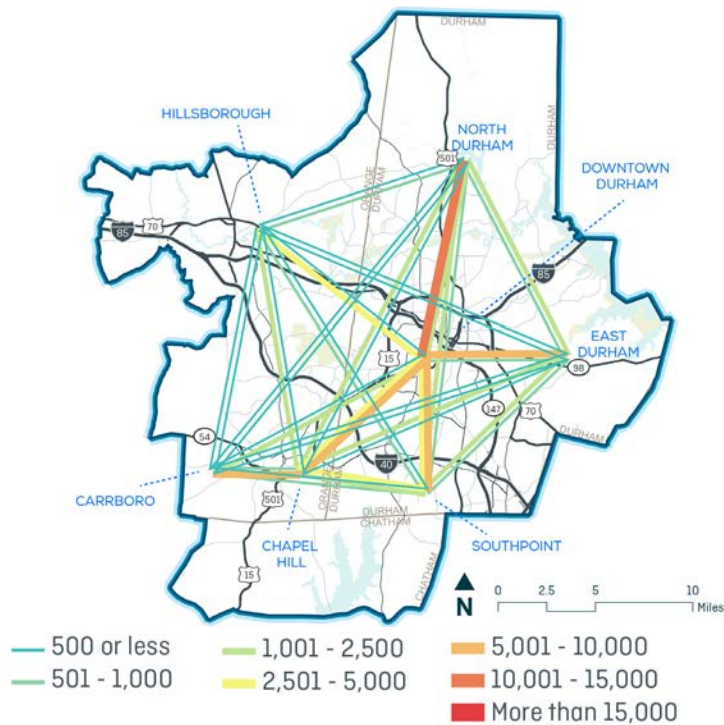 DURHAM
HILLSBOROUGH
NORTH
DURHAM
501
DURHAM
DOWNTOWN
DURHAM
ORANGE
DURHAM
70
85
85
EAST
DURHAM
15
98
147
70
54
DURHAM
40
CARRBORO
501
ORANGE
DURHAM
DURHAM
CHATHAM
CHAPEL
HILL
SOUTHPOINT
15
CHATHAM
N
0 2.5 5 10
Miles
500 or less
501 - 1,000
1,001 - 2,500
2,501 - 5,000
5,001 - 10,000
10,001 - 15,000
More than 15,000